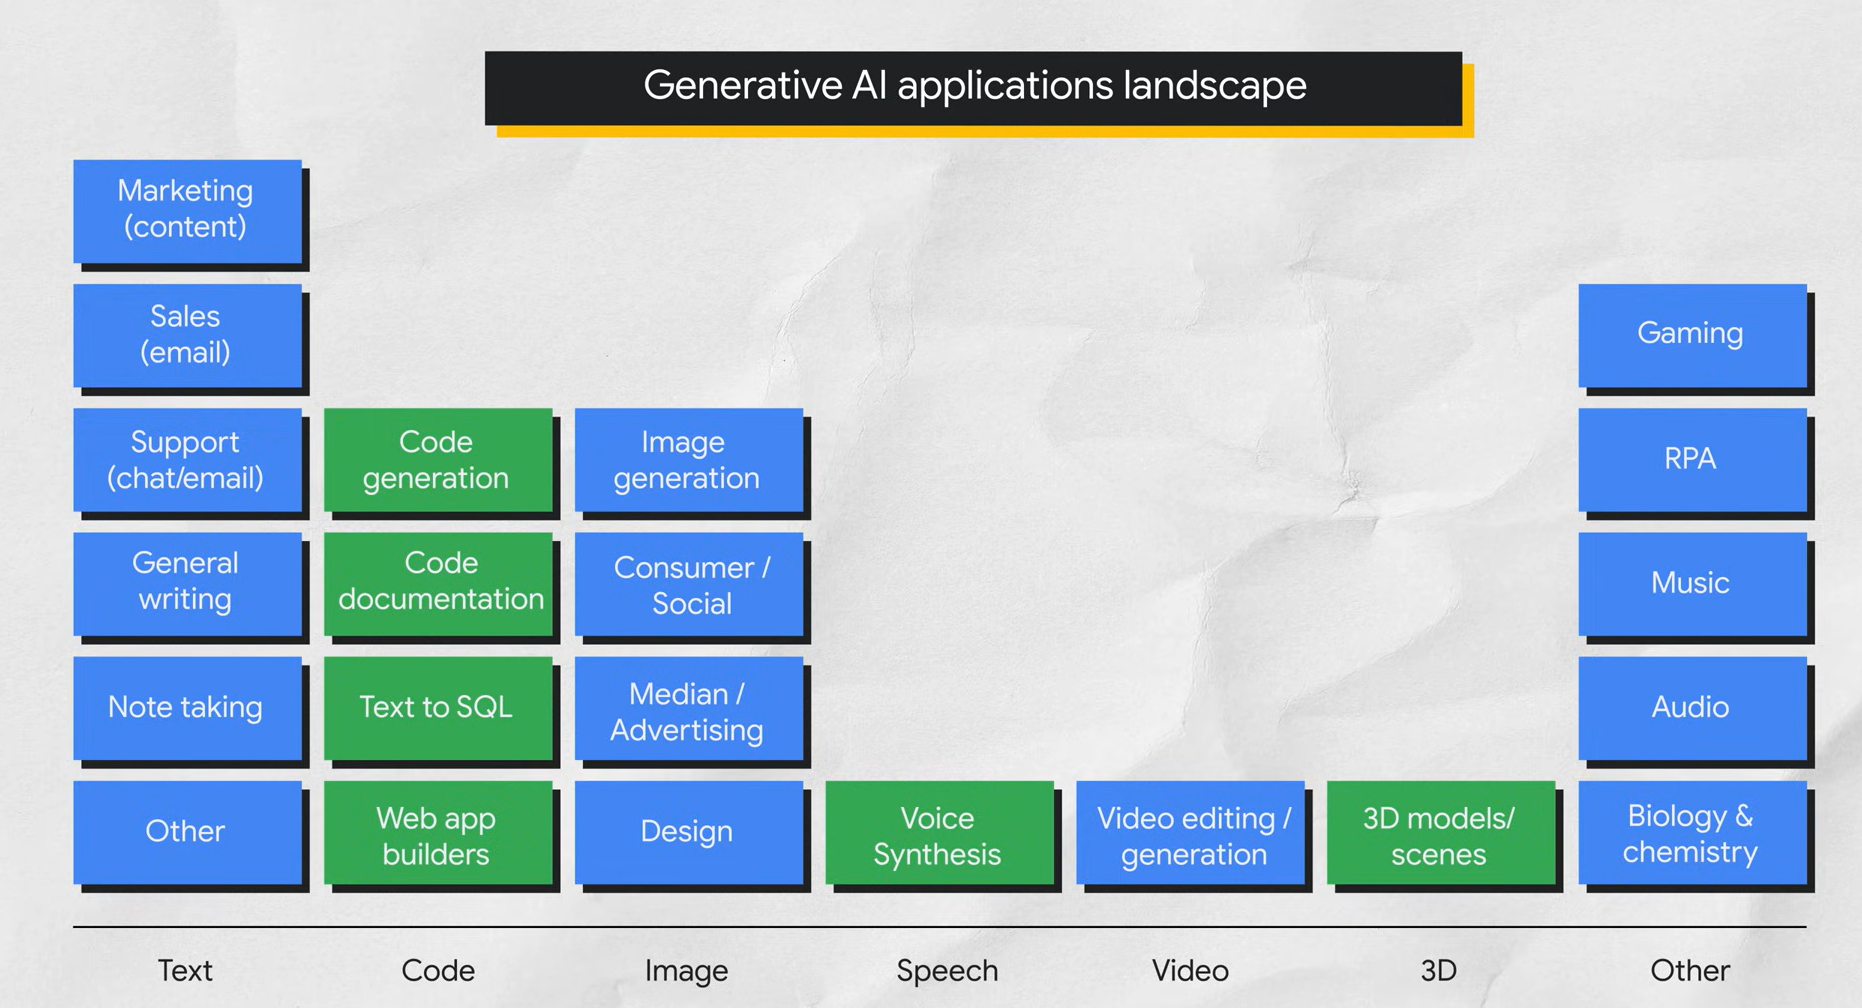 Generative AI applications landscape
Marketing
(content)
Sales
(email)
Support
(chat/email)
General
writing
Note taking
Other
Code
generation
Code
documentation
Text to SQL
Web app
builders
Image
generation
Consumer /
Social
Median /
Advertising
Design
Voice
Synthesis
Video editing /
generation
3D models/
scenes
Gaming
RPA
Music
Audio
Biology &
chemistry
Text
Code
Image
Speech
Video
3D
Other